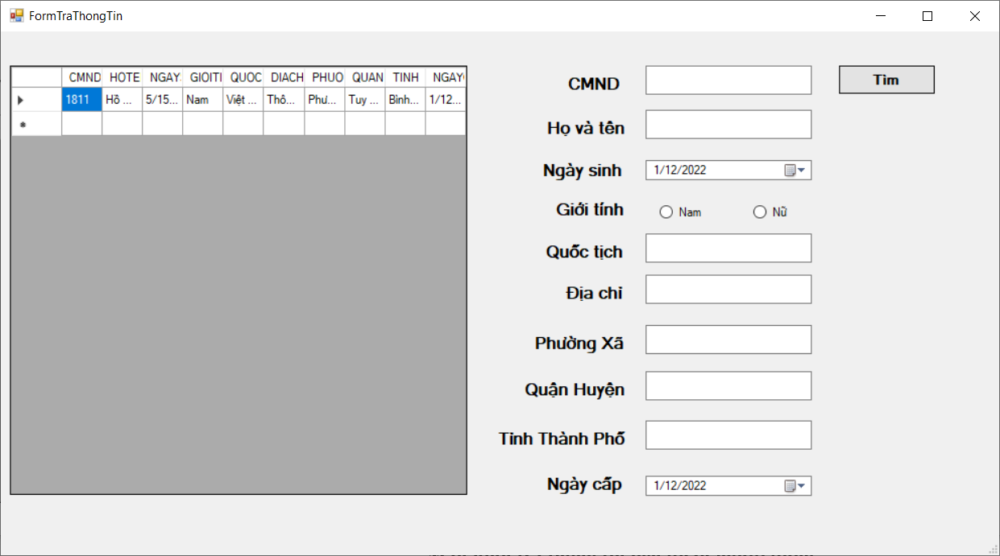 FormTraThongTin
CMND HOTE NGAY GIOITI QUOC DIACH PHUO QUAN TINH NGAY
1811 Hồ ... 5/15... Nam Việt ... Thô... Phư... Tuy ... Bình... 1/12...
CMND
Tìm
Họ và tên
Ngày sinh 1/12/2022
Giới tính Nam Nữ
Quốc tịch
Địa chỉ
Phường Xã
Quận Huyện
Tỉnh Thành Phố
Ngày cấp 1/12/2022